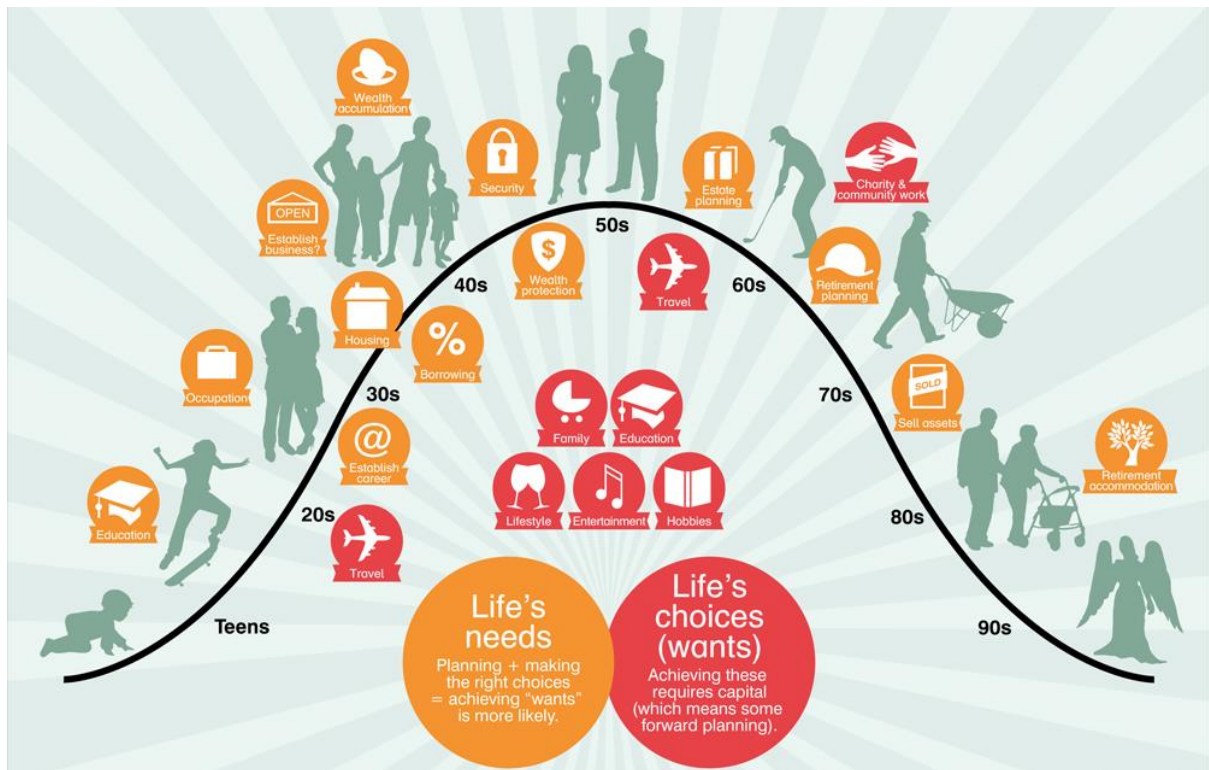 Wealth
accumulation
Security
Estate
planning
Charity &
community work
OPEN
Establish
business?
50s
Wealth
protection
$
Travel
40s
60s
Retirement
planning
Housing
%
Borrowing
Occupation
30s
70s
SOLD
Sell assets
Family
Education
@
Establish
career
Retirement
accommodation
Education
20s
Lifestyle
Entertainment
Hobbies
80s
Travel
Teens
90s
Life's
needs
Planning + making
the right choices
= achieving “wants”
is more likely.
Life's
choices
(wants)
Achieving these
requires capital
(which means some
forward planning).